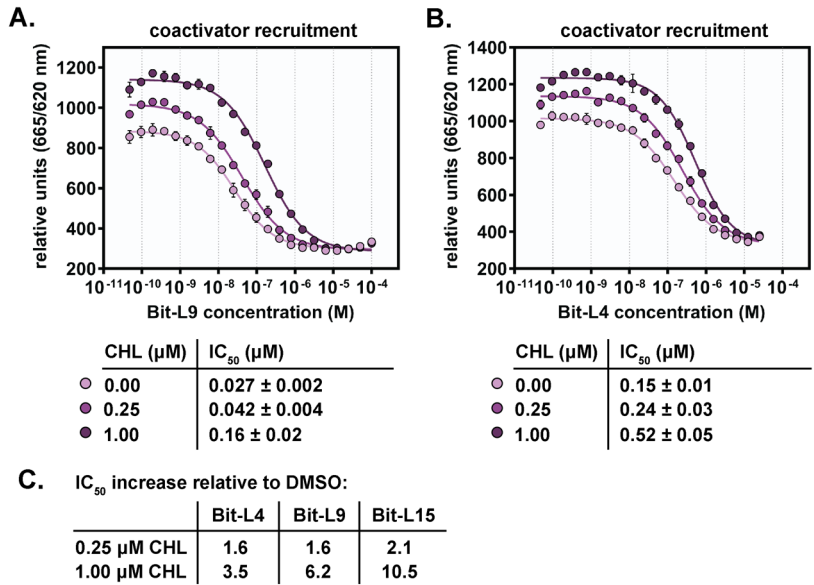 A.
coactivator recruitment
relative units (665/620 nm)
1200
1000
800
600
400
200
10-11 10-10 10-9 10-8 10-7 10-6 10-5 10-4
Bit-L9 concentration (M)
CHL (µM) IC50 (µM)
0.00 0.027 ± 0.002
0.25 0.042 ± 0.004
1.00 0.16 ± 0.02
B.
coactivator recruitment
relative units (665/620 nm)
1400
1200
1000
800
600
400
200
10-11 10-10 10-9 10-8 10-7 10-6 10-5 10-4
Bit-L4 concentration (M)
CHL (µM) IC50 (µM)
0.00 0.15 ± 0.01
0.25 0.24 ± 0.03
1.00 0.52 ± 0.05
C. IC50 increase relative to DMSO:
Bit-L4 Bit-L9 Bit-L15
0.25 µM CHL 1.6 1.6 2.1
1.00 µM CHL 3.5 6.2 10.5